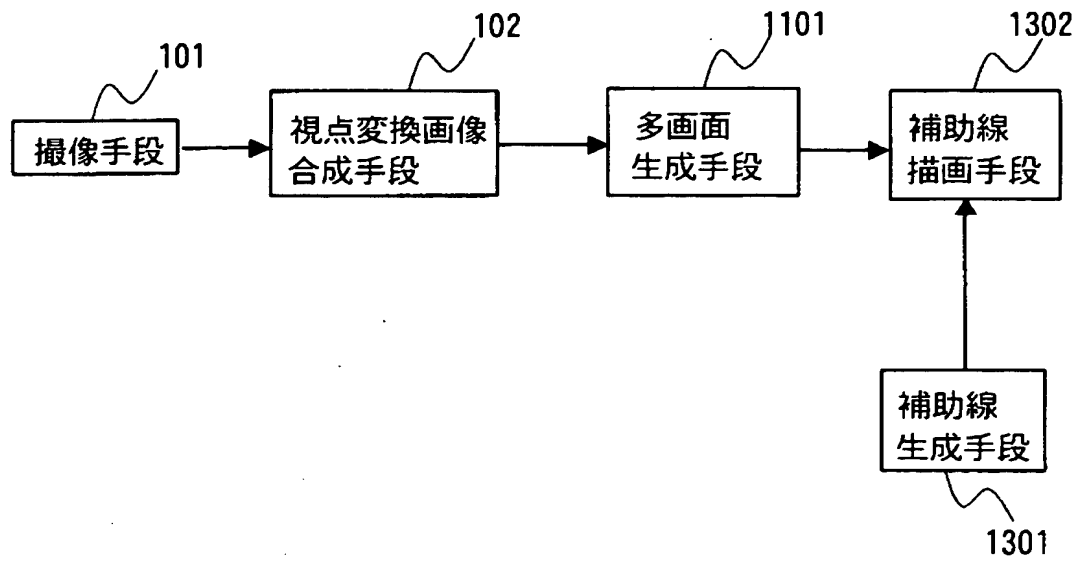 101
撮像手段
102
視点変換画像
合成手段
1101
多画面
生成手段
1302
補助線
描画手段
補助線
生成手段
1301